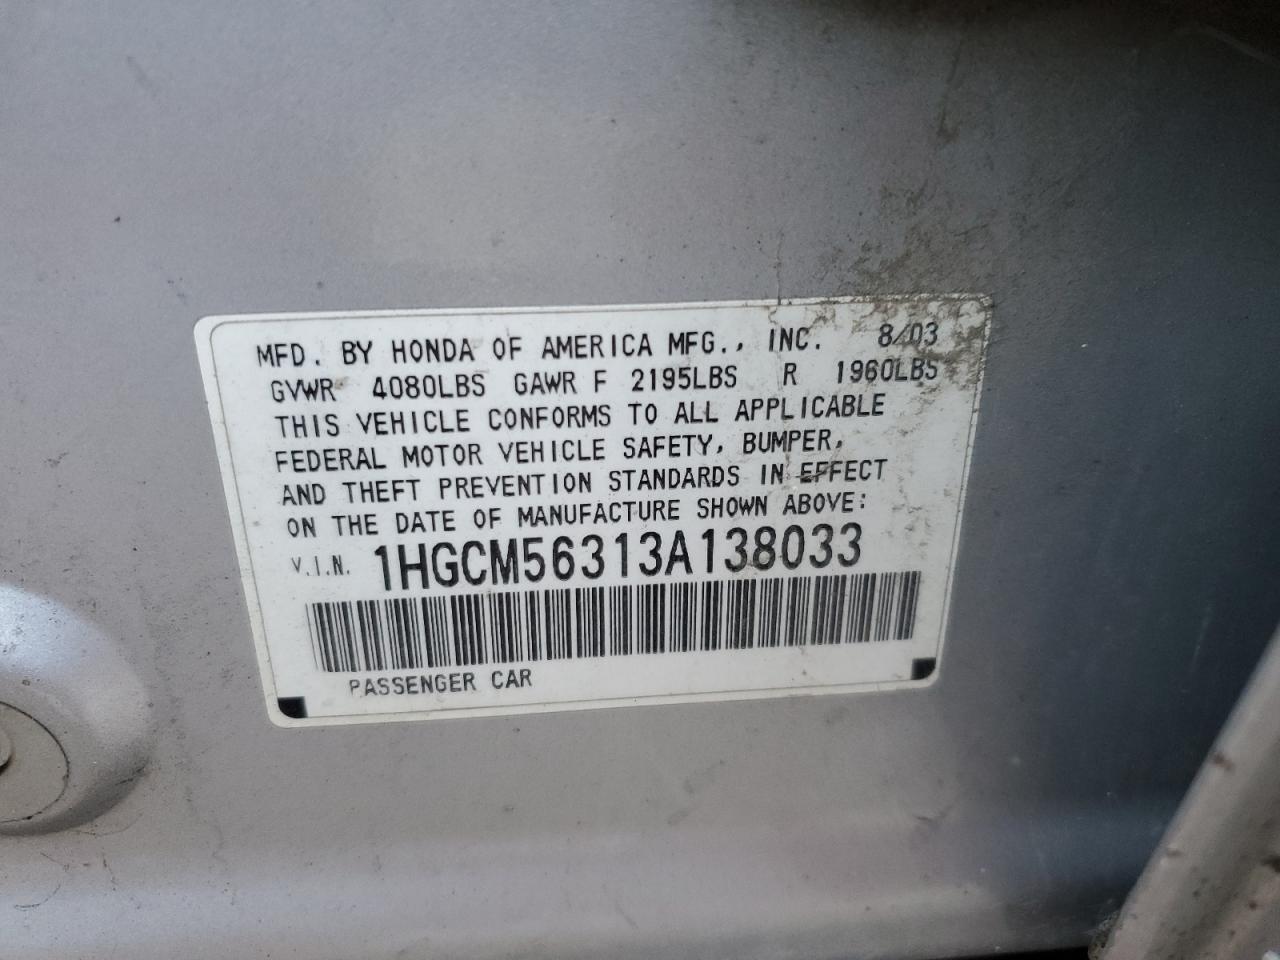 MFD. BY HONDA OF AMERICA MFG., INC. 8/03
GVWR 4080LBS GAWR F 2195LBS R 1960LBS
THIS VEHICLE CONFORMS TO ALL APPLICABLE
FEDERAL MOTOR VEHICLE SAFETY, BUMPER,
AND THEFT PREVENTION STANDARDS IN EFFECT
ON THE DATE OF MANUFACTURE SHOWN ABOVE:
V.I.N. 1HGCM56313A138033
PASSENGER CAR